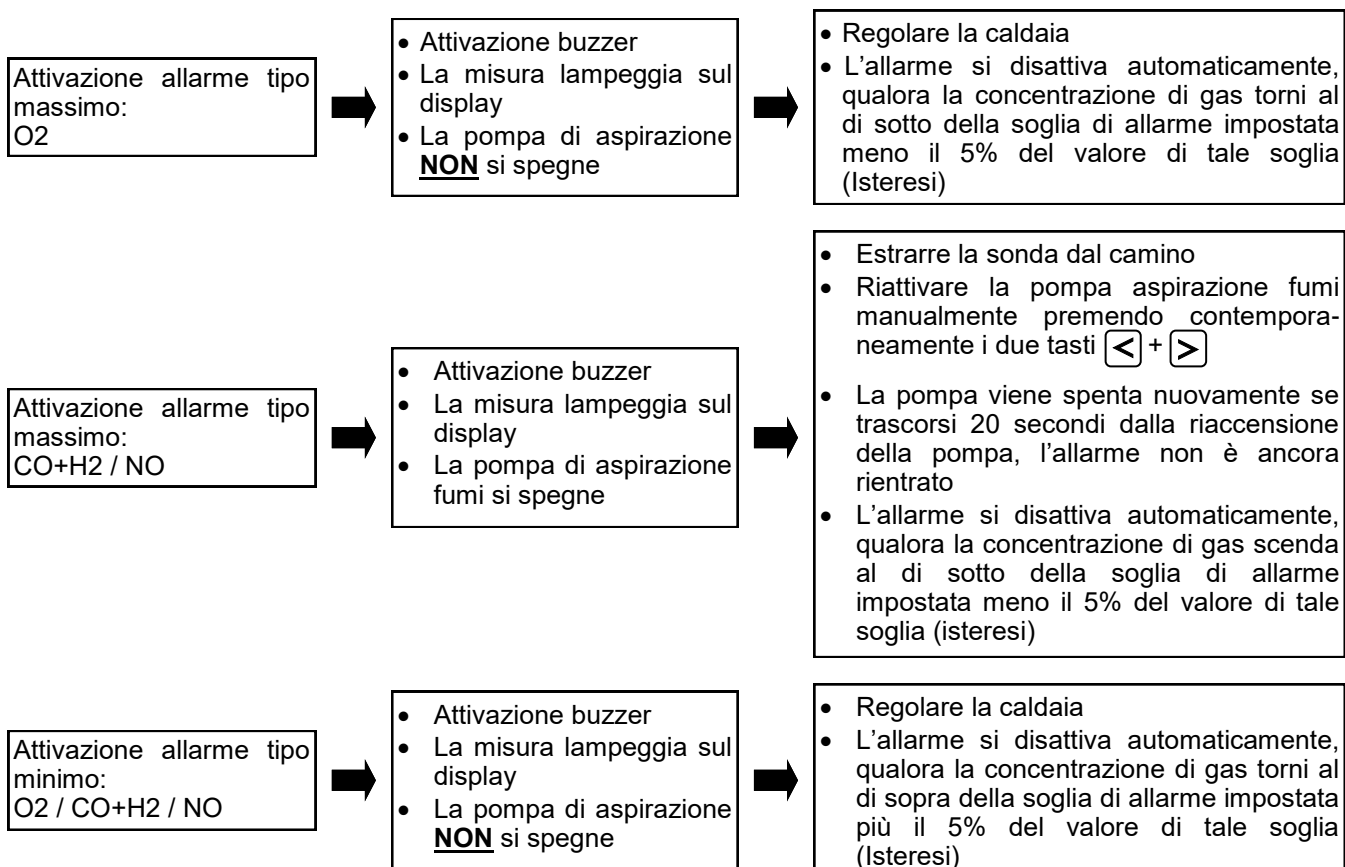 Attivazione allarme tipo
massimo:
O2
• Attivazione buzzer
• La misura lampeggia sul
display
• La pompa di aspirazione
NON si spegne
• Regolare la caldaia
• L’allarme si disattiva automaticamente,
qualora la concentrazione di gas torni al
di sotto della soglia di allarme impostata
meno il 5% del valore di tale soglia
(Isteresi)
Attivazione allarme tipo
massimo:
CO+H2 / NO
• Attivazione buzzer
• La misura lampeggia sul
display
• La pompa di aspirazione
fumi si spegne
• Estrarre la sonda dal camino
• Riattivare la pompa aspirazione fumi
manualmente premendo contempora-
neamente i due tasti < + >
• La pompa viene spenta nuovamente se
trascorsi 20 secondi dalla riaccensione
della pompa, l’allarme non è ancora
rientrato
• L’allarme si disattiva automaticamente,
qualora la concentrazione di gas scenda
al di sotto della soglia di allarme
impostata meno il 5% del valore di tale
soglia (isteresi)
Attivazione allarme tipo
minimo:
O2 / CO+H2 / NO
• Attivazione buzzer
• La misura lampeggia sul
display
• La pompa di aspirazione
NON si spegne
• Regolare la caldaia
• L’allarme si disattiva automaticamente,
qualora la concentrazione di gas torni al
di sopra della soglia di allarme impostata
più il 5% del valore di tale soglia
(Isteresi)